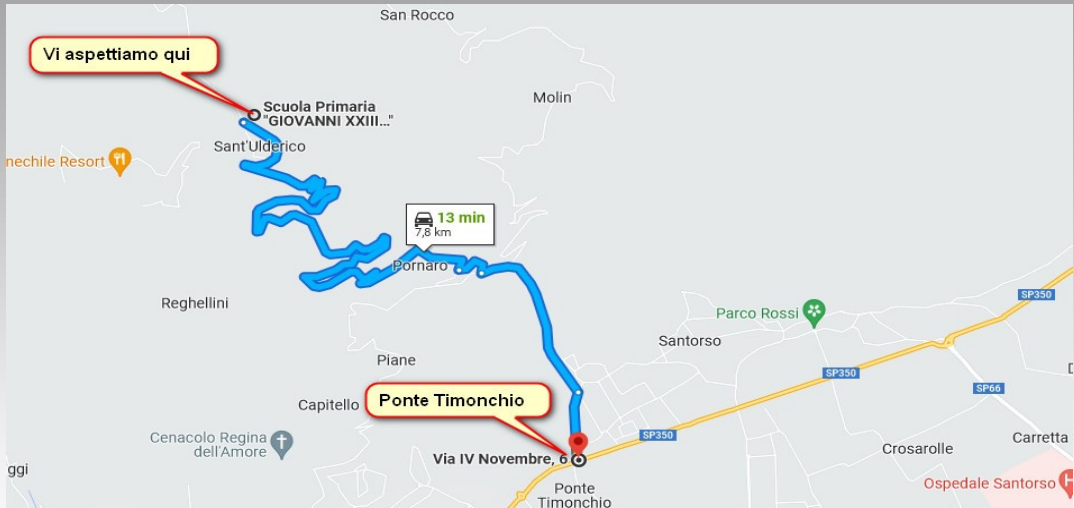 San Rocco
Vi aspettiamo qui
Molin
Scuola Primaria
"GIOVANNI XXIII..."
Sant'Ulderico
nechile Resort
13 min
7,8 km
Pornaro
Reghellini
SP350
Parco Rossi
Santorso
Piane
SP350
SP66
Capitello
Ponte Timonchio
Cenacolo Regina
dell'Amore
SP350
Carretta
Crosarolle
Via IV Novembre, 6
ggi
Ponte
Timonchio
Ospedale Santorso
H